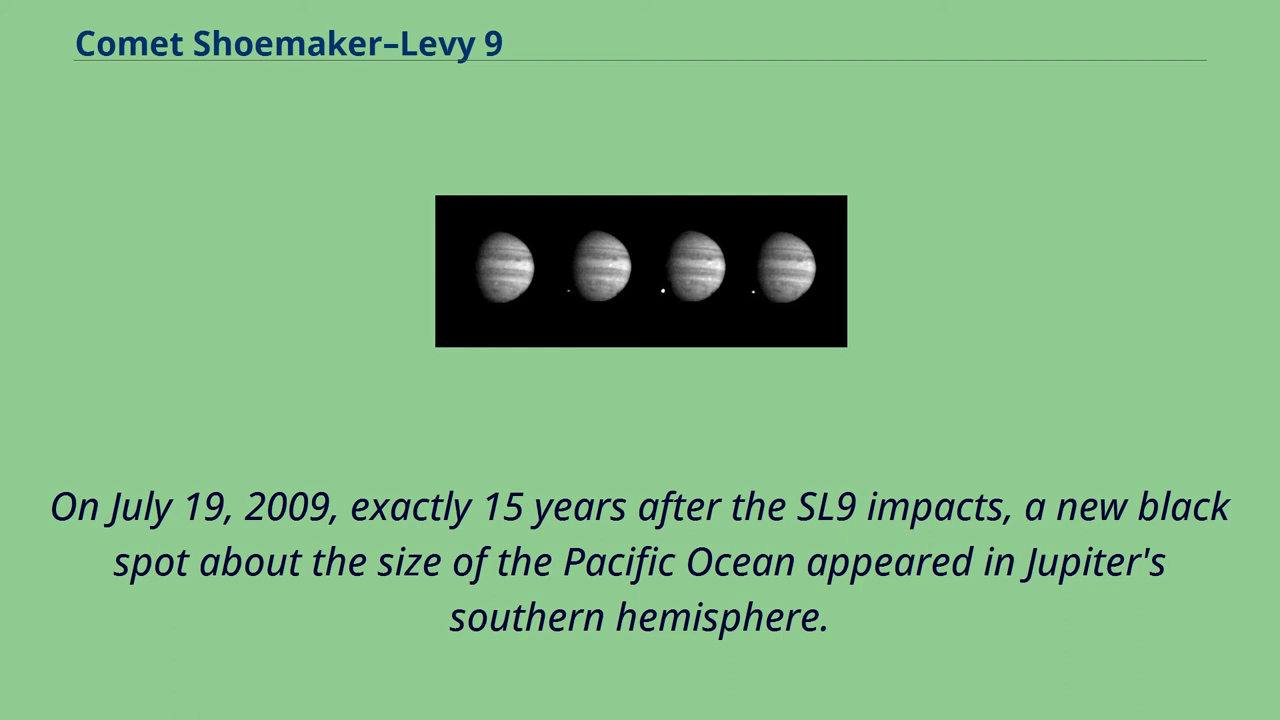 Comet Shoemaker–Levy 9
On July 19, 2009, exactly 15 years after the SL9 impacts, a new black
spot about the size of the Pacific Ocean appeared in Jupiter's
southern hemisphere.